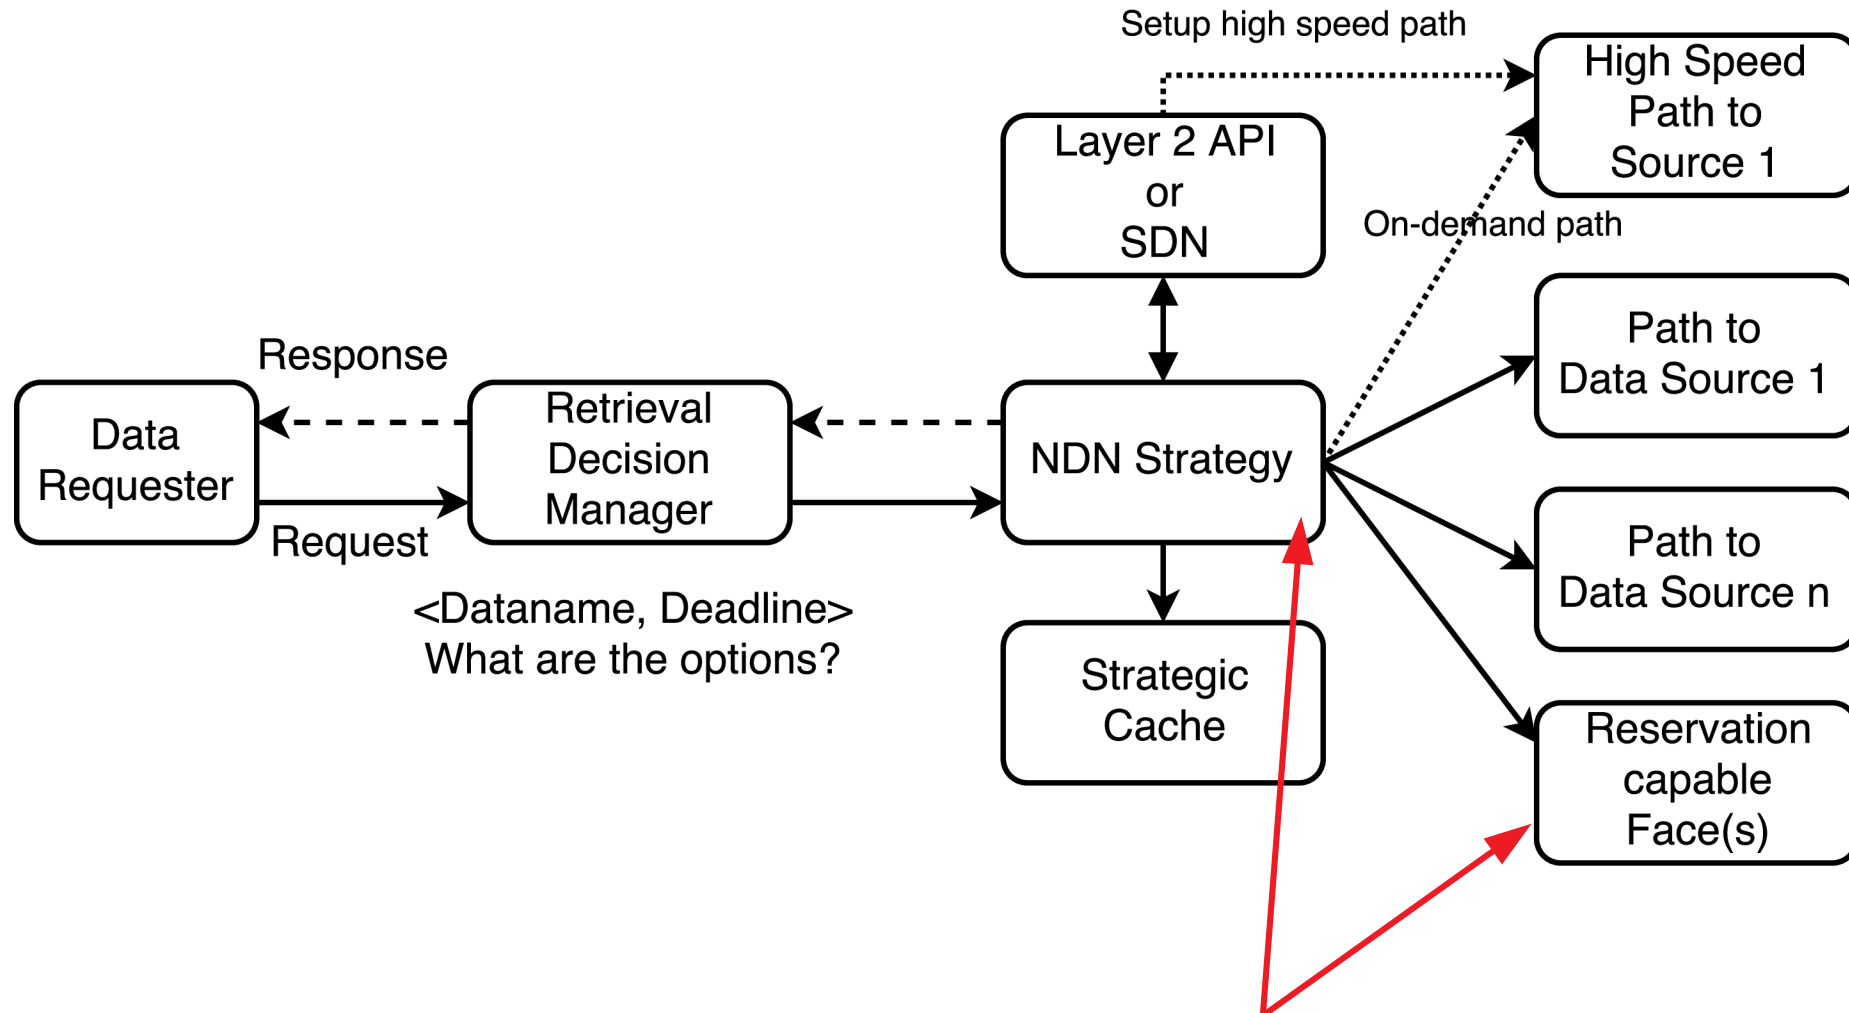 Setup high speed path
High Speed
Path to
Source 1
Layer 2 API
or
SDN
On-demand path
Path to
Data Source 1
Response
Data
Requester
Retrieval
Decision
Manager
NDN Strategy
Request
Path to
Data Source n
<Dataname, Deadline>
What are the options?
Strategic
Cache
Reservation
capable
Face(s)